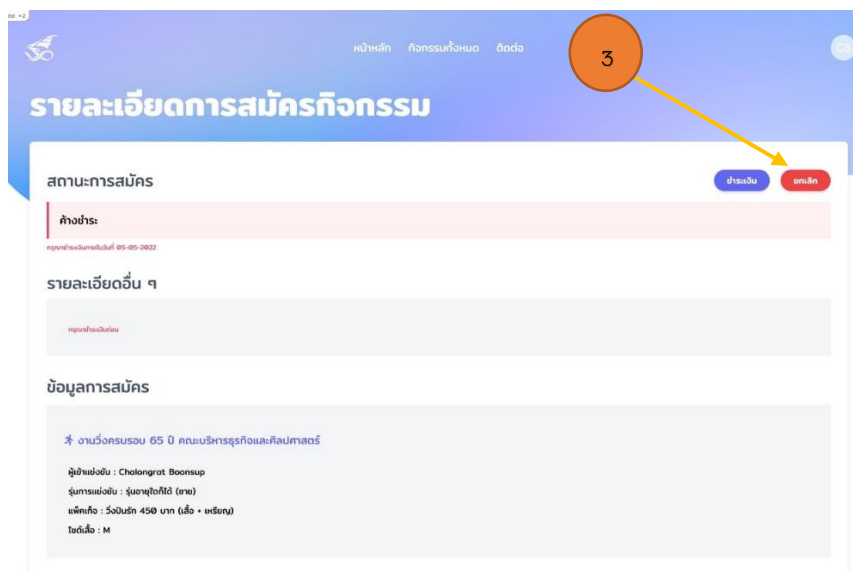 หน้าหลัก กิจกรรมทั้งหมด ติดต่อ
3
CB
รายละเอียดการสมัครกิจกรรม
สถานะการสมัคร
ชำระเงิน ยกเลิก
ค้างชำระ
กรุณาชำระเงินภายในวันที่ 05-05-2022
รายละเอียดอื่น ๆ
กรุณาชำระเงินก่อน
ข้อมูลการสมัคร
งานวิ่งครบรอบ 65 ปี คณะบริหารธุรกิจและศิลปศาสตร์
ผู้เข้าแข่งขัน : Chalongrat Boonsup
รุ่นการแข่งขัน : รุ่นอายุใดก็ได้ (ชาย)
แพ็คเกจ : วิ่งปันรัก 450 บาท (เสื้อ + เหรียญ)
ไซต์เสื้อ : M